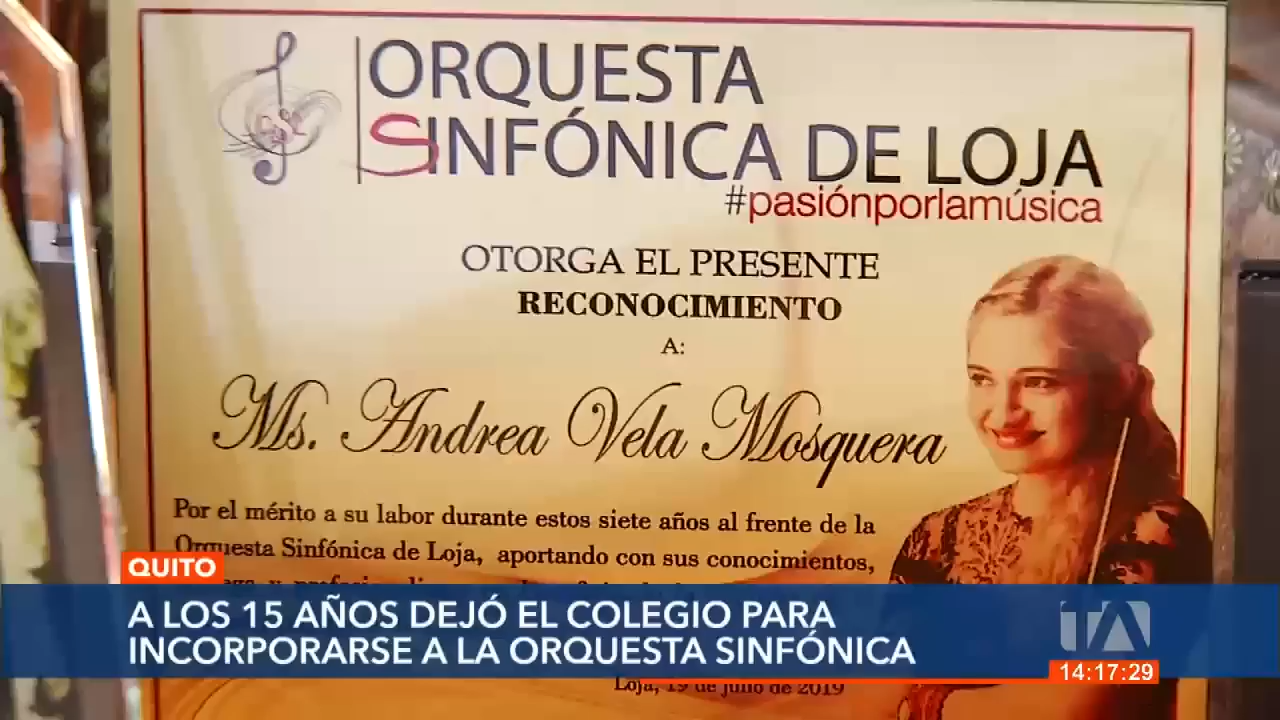 ORQUESTA
SINFÓNICA DE LOJA
#pasiónporlamúsica
OTORGA EL PRESENTE
RECONOCIMIENTO
A:
Ms. Andrea Vela Mosquera
Por el mérito a su labor durante estos siete años al frente de la
Orquesta Sinfónica de Loja, aportando con sus conocimientos,
QUITO
A LOS 15 AÑOS DEJÓ EL COLEGIO PARA
INCORPORARSE A LA ORQUESTA SINFÓNICA
TA
14:17:29
Loja, 19 de julio de 2019